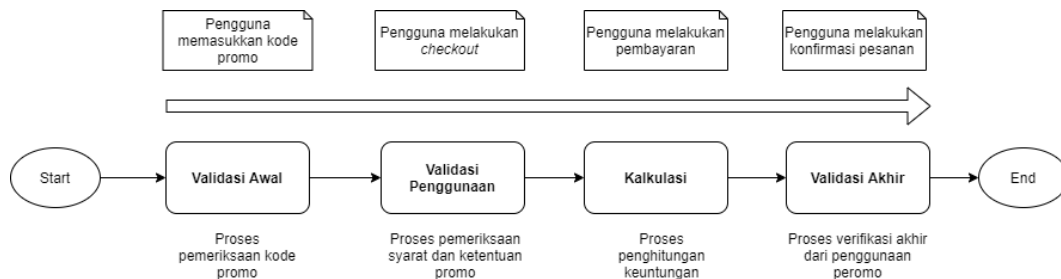 Pengguna
memasukkan kode
promo
Pengguna melakukan
checkout
Pengguna melakukan
pembayaran
Pengguna melakukan
konfirmasi pesanan
Start
Validasi Awal
Validasi
Penggunaan
Kalkulasi
Validasi Akhir
End
Proses
pemeriksaan kode
promo
Proses pemeriksaan
syarat dan ketentuan
promo
Proses
penghitungan
keuntungan
Proses verifikasi akhir
dari penggunaan
peromo